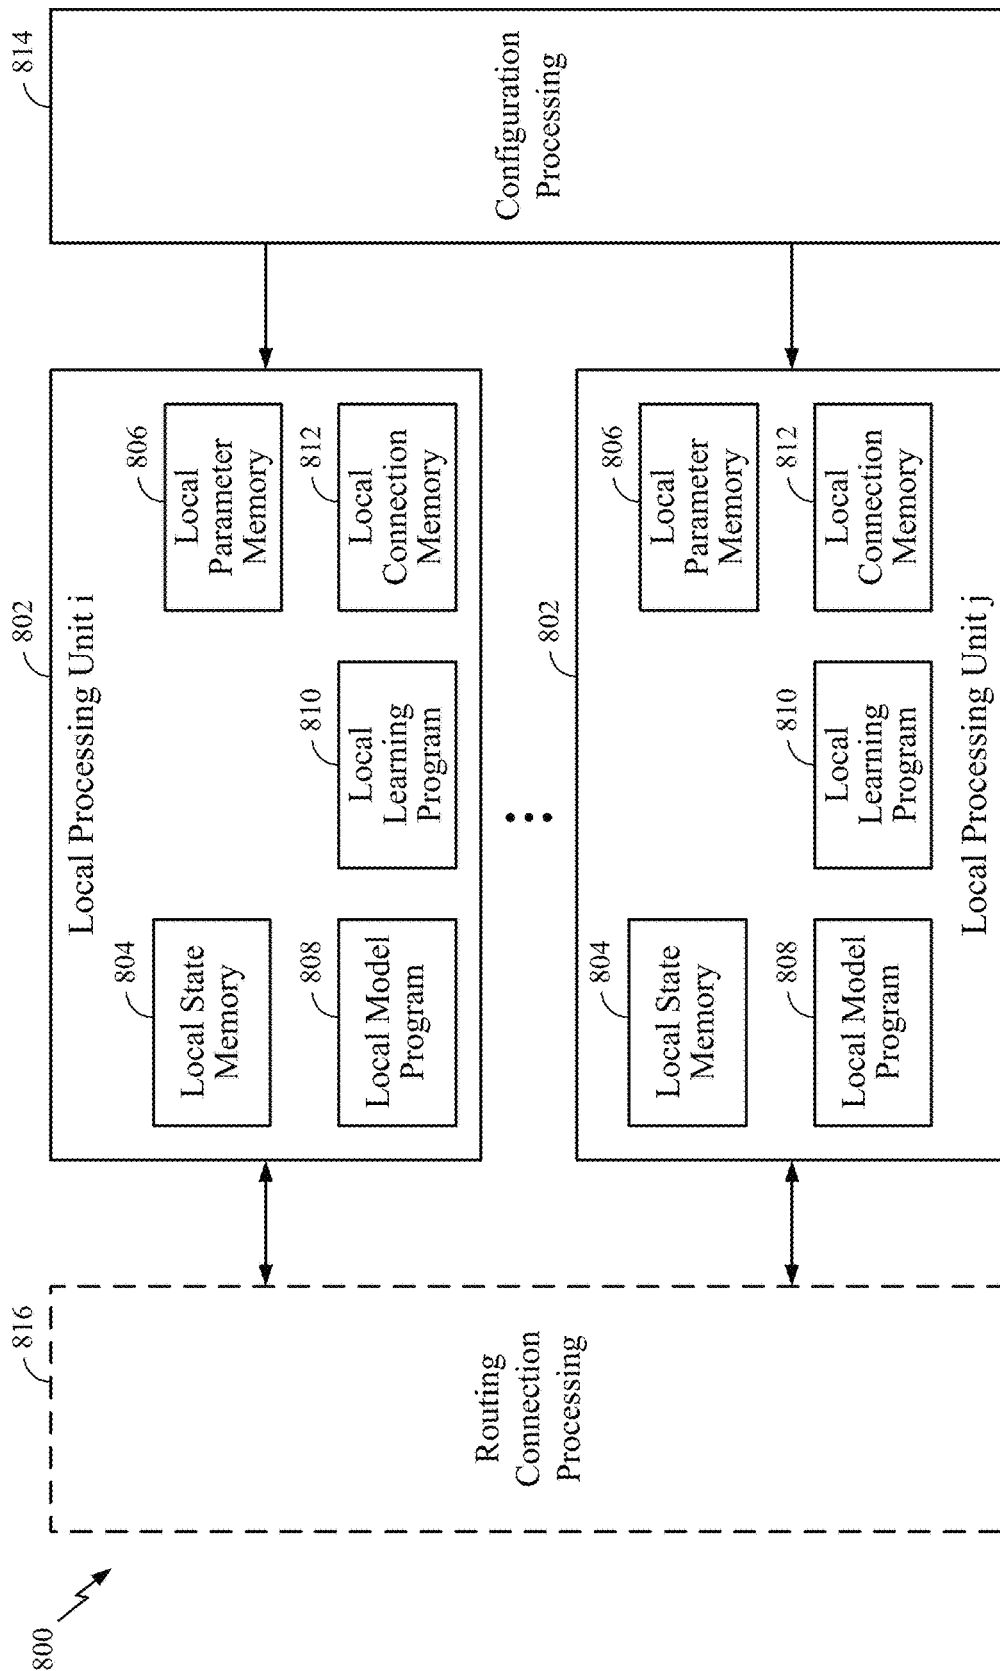 800
816
Routing
Connection
Processing
802
Local Processing Unit i
804
Local State
Memory
806
Local
Parameter
Memory
808
Local Model
Program
810
Local
Learning
Program
812
Local
Connection
Memory
802
804
Local State
Memory
806
Local
Parameter
Memory
808
Local Model
Program
810
Local
Learning
Program
812
Local
Connection
Memory
Local Processing Unit j
814
Configuration
Processing